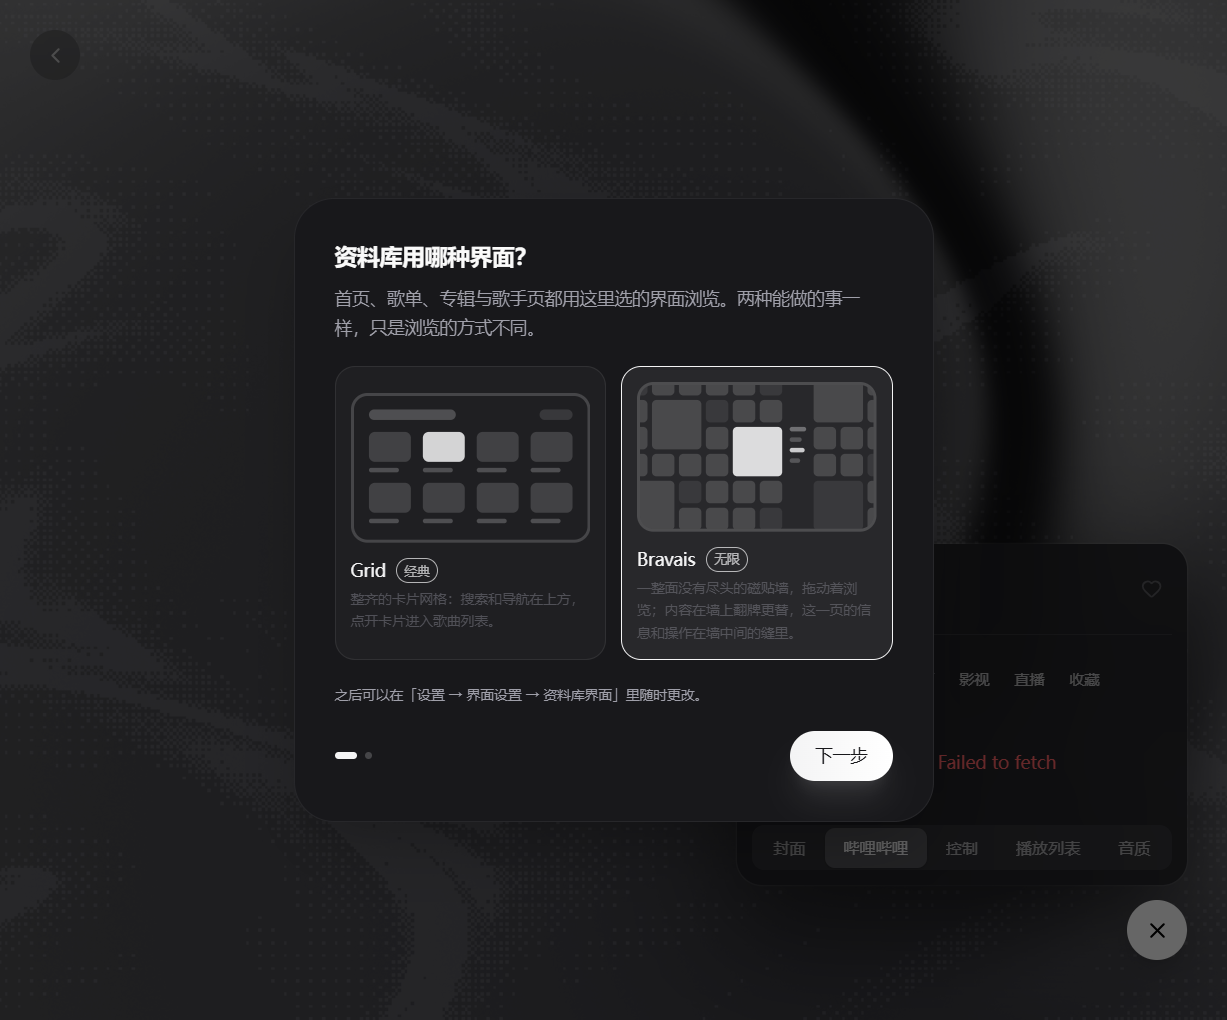 资料库用哪种界面？
首页、歌单、专辑与歌手页都用这里选的界面浏览。两种能做的事一
样，只是浏览的方式不同。
Grid 经典
整齐的卡片网格：搜索和导航在上方，
点开卡片进入歌曲列表。
Bravais 无限
一整面没有尽头的磁贴墙，拖动着浏
览；内容在墙上翻牌更替，这一页的信
息和操作在墙中间的缝里。
之后可以在「设置 → 界面设置 → 资料库界面」里随时更改。
下一步
影视 直播 收藏
Failed to fetch
封面 哔哩哔哩 控制 播放列表 音质